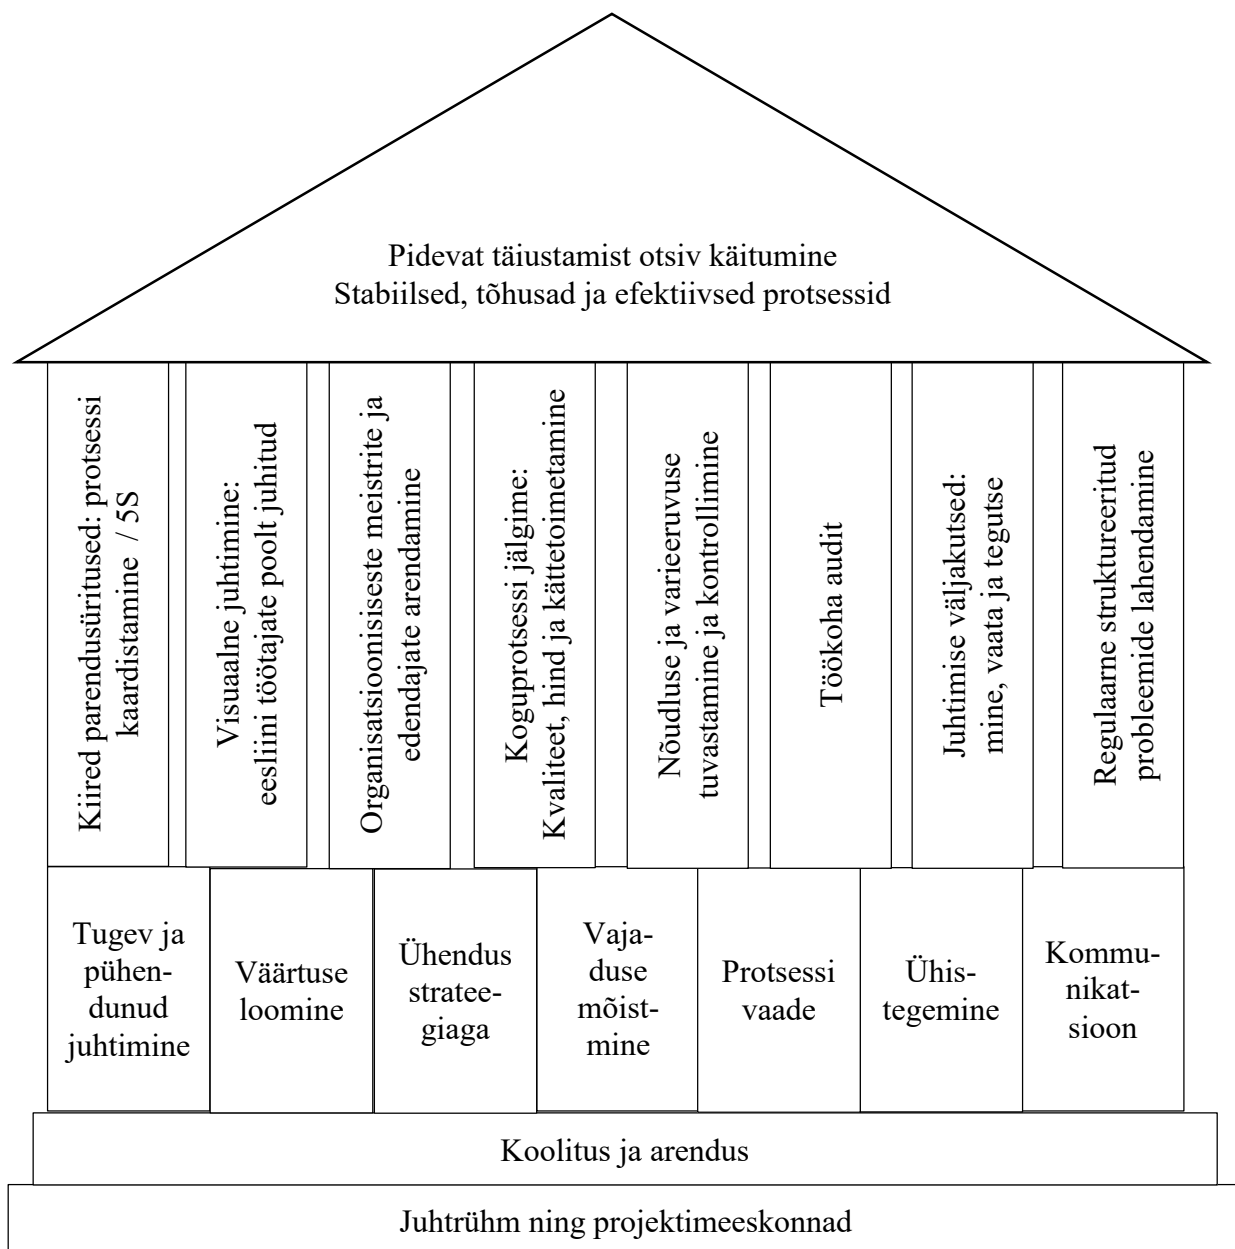 Pidevat täiustamist otsiv käitumine
Stabiilsed, tõhusad ja efektiivsed protsessid
Kiired parendusüritused: protsessi
kaardistamine / 5S
Visuaalne juhtimine:
eesliini töötajate poolt juhitud
Organisatsioonisiseste meistrite ja
edendajate arendamine
Koguprotsessi jälgime:
Kvaliteet, hind ja kättetoimetamine
Nõudluse ja varieeruvuse
tuvastamine ja kontrollimine
Töökoha audit
Juhtimise väljakutsed:
mine, vaata ja tegutse
Regulaarne struktureeritud
probleemide lahendamine
Tugev ja
pühen-
dunud
juhtimine
Väärtuse
loomine
Ühendus
stratee-
giaga
Vaja-
duse
mõist-
mine
Protsessi
vaade
Ühis-
tegemine
Kommu-
nikat-
sioon
Koolitus ja arendus
Juhtrühm ning projektimeeskonnad